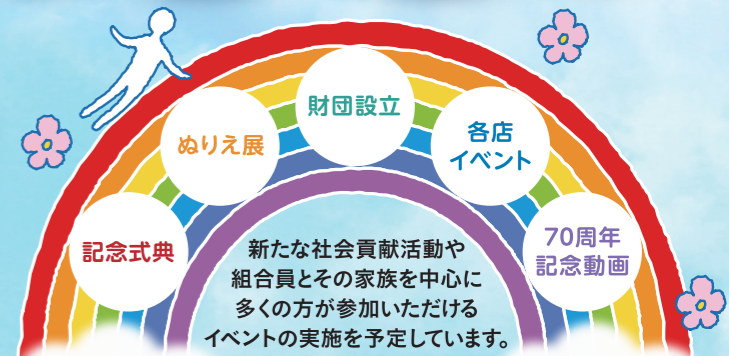 記念式典
ぬりえ展
財団設立
各店
イベント
70周年
記念動画
新たな社会貢献活動や
組合員とその家族を中心に
多くの方が参加いただける
イベントの実施を予定しています。